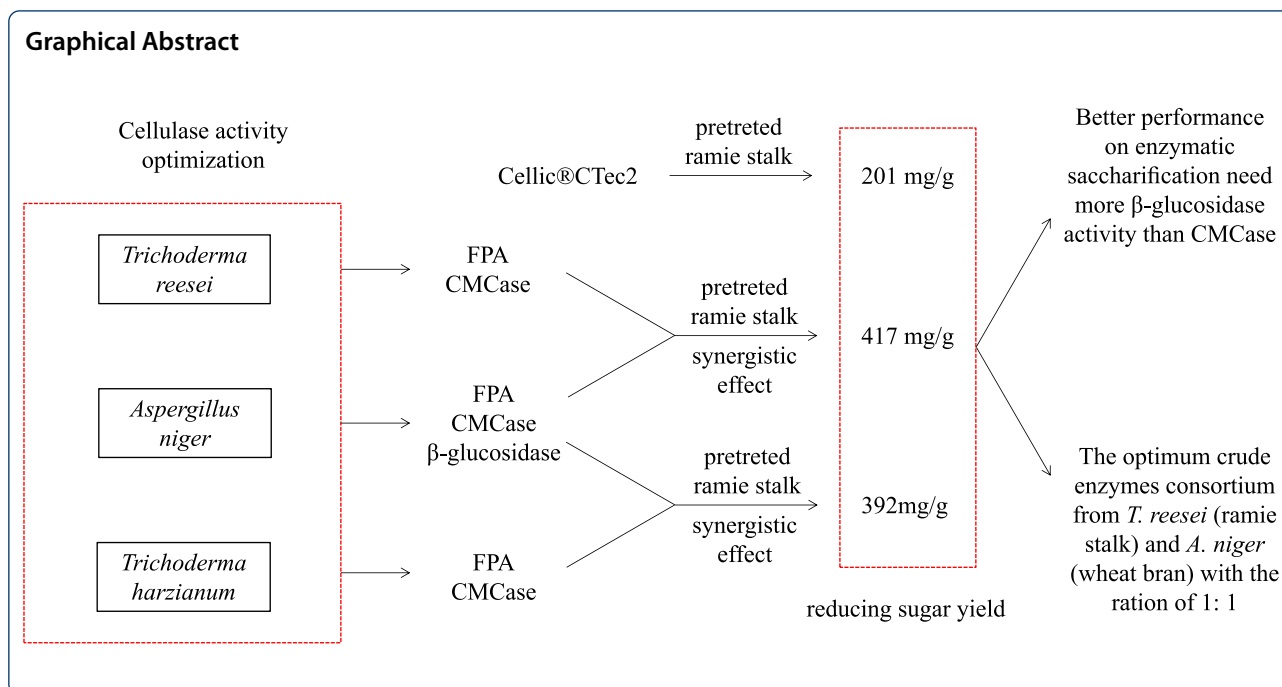 Graphical Abstract
Cellulase activity
optimization
Trichoderma
reesei
Aspergillus
niger
Trichoderma
harzianum
FPA
CMCase
FPA
CMCase
β-glucosidase
FPA
CMCase
Cellic®CTec2
pretreted
ramie stalk
pretreted
ramie stalk
synergistic
effect
pretreted
ramie stalk
synergistic
effect
201 mg/g
417 mg/g
392mg/g
reducing sugar yield
Better performance
on enzymatic
saccharification need
more β-glucosidase
activity than CMCase
The optimum crude
enzymes consortium
from T. reesei (ramie
stalk) and A. niger
(wheat bran) with the
ration of 1: 1